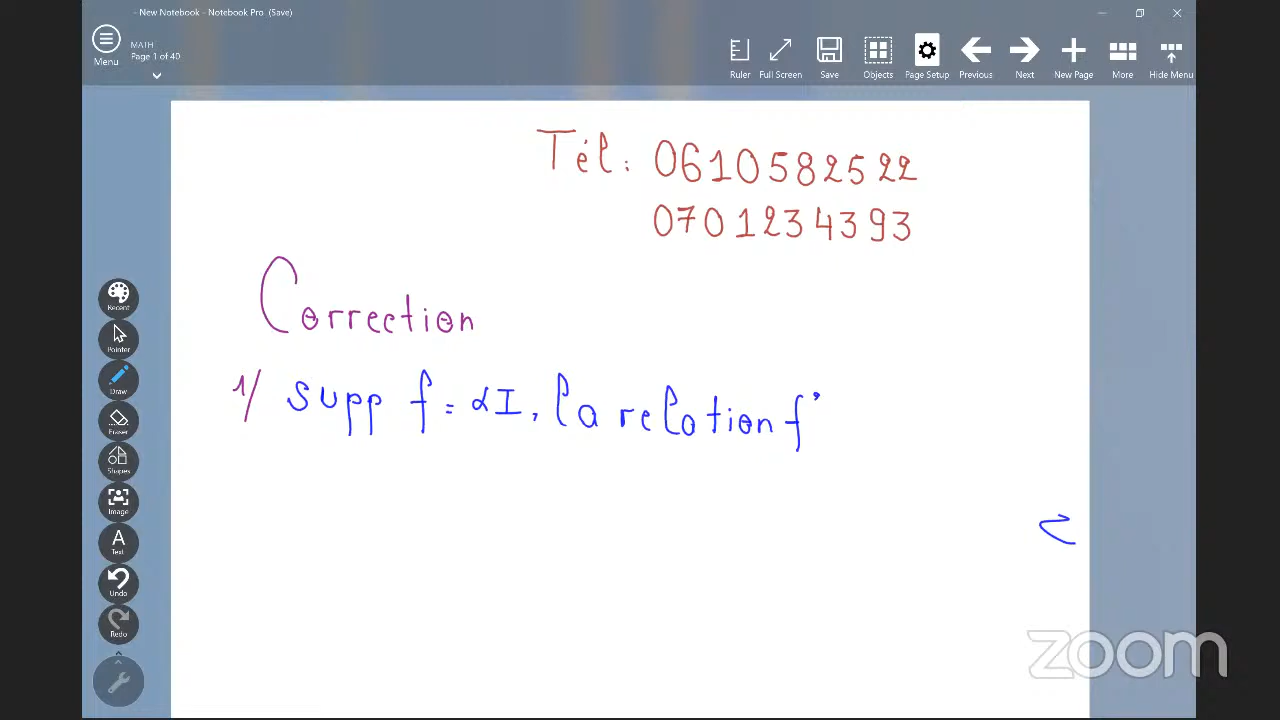 - New Notebook - Notebook Pro (Save)
Menu
MATH
Page 1 of 40
Ruler
Full Screen
Save
Objects
Page Setup
Previous
Next
New Page
More
Hide Menu
Tél: 0610582522
0701234393
Correction
1/ supp f = αI, la relation f
Recent
Pointer
Draw
Eraser
Shapes
Image
A
Text
Undo
Redo
zoom